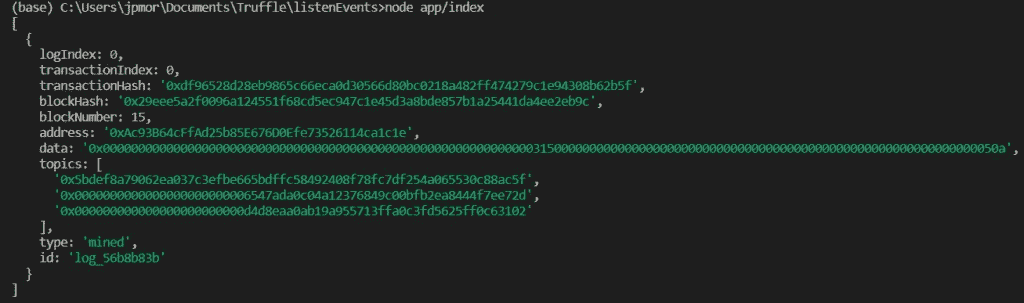 (base) C:\Users\jpmor\Documents\Truffle\listenEvents>node app/index
[
  {
    logIndex: 0,
    transactionIndex: 0,
    transactionHash: '0xdf96528d28eb9865c66eca0d30566d80bc0218a482ff474279c1e94308b62b5f',
    blockHash: '0x29eee5a2f0096a124551f68cd5ec947c1e45d3a8bde857b1a25441da4ee2eb9c',
    blockNumber: 15,
    address: '0xAc93B64cFfAd25b85E676D0Efe73526114ca1c1e',
    data: '0x0000000000000000000000000000000000000000000000000000000000000315000000000000000000000000000000000000000000000000000000000000050a',
    topics: [
      '0x5bdef8a79062ea037c3efbe665bdffc58492408f78fc7df254a065530c88ac5f',
      '0x0000000000000000000000006547ada0c04a12376849c00bfb2ea8444f7ee72d',
      '0x000000000000000000000000d4d8eaa0ab19a955713ffa0c3fd5625ff0c63102'
    ],
    type: 'mined',
    id: 'log_56b8b83b'
  }
]